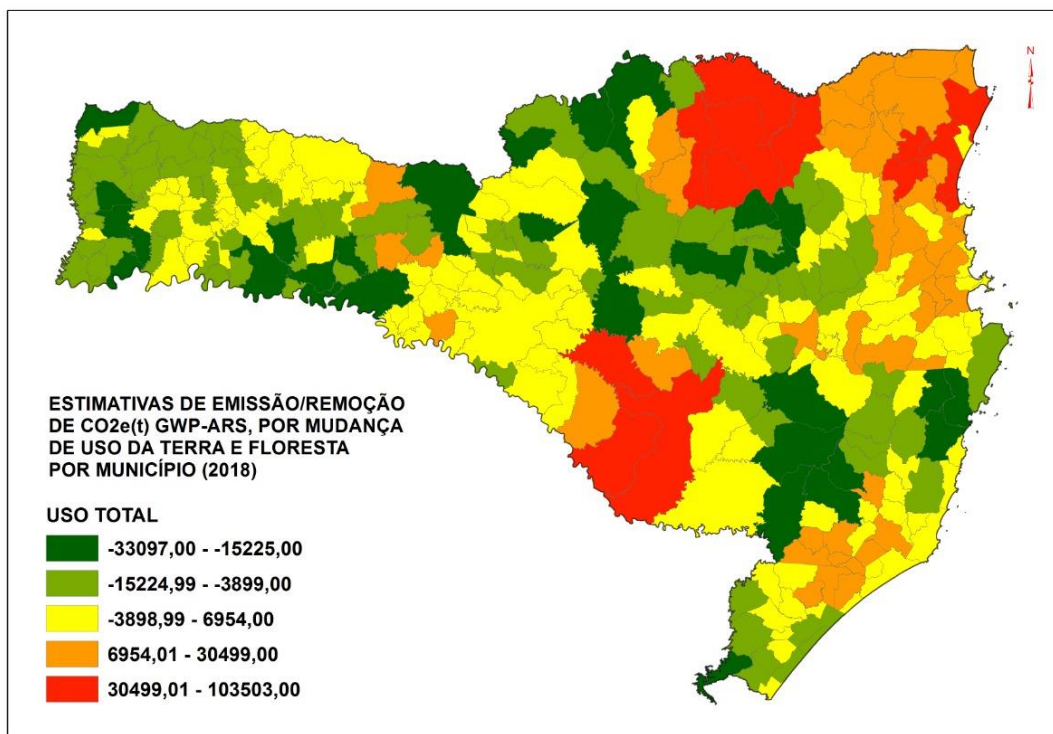 N
ESTIMATIVAS DE EMISSÃO/REMOÇÃO
DE CO2e(t) GWP-ARS, POR MUDANÇA
DE USO DA TERRA E FLORESTA
POR MUNICÍPIO (2018)
USO TOTAL
-33097,00 - -15225,00
-15224,99 - -3899,00
-3898,99 - 6954,00
6954,01 - 30499,00
30499,01 - 103503,00